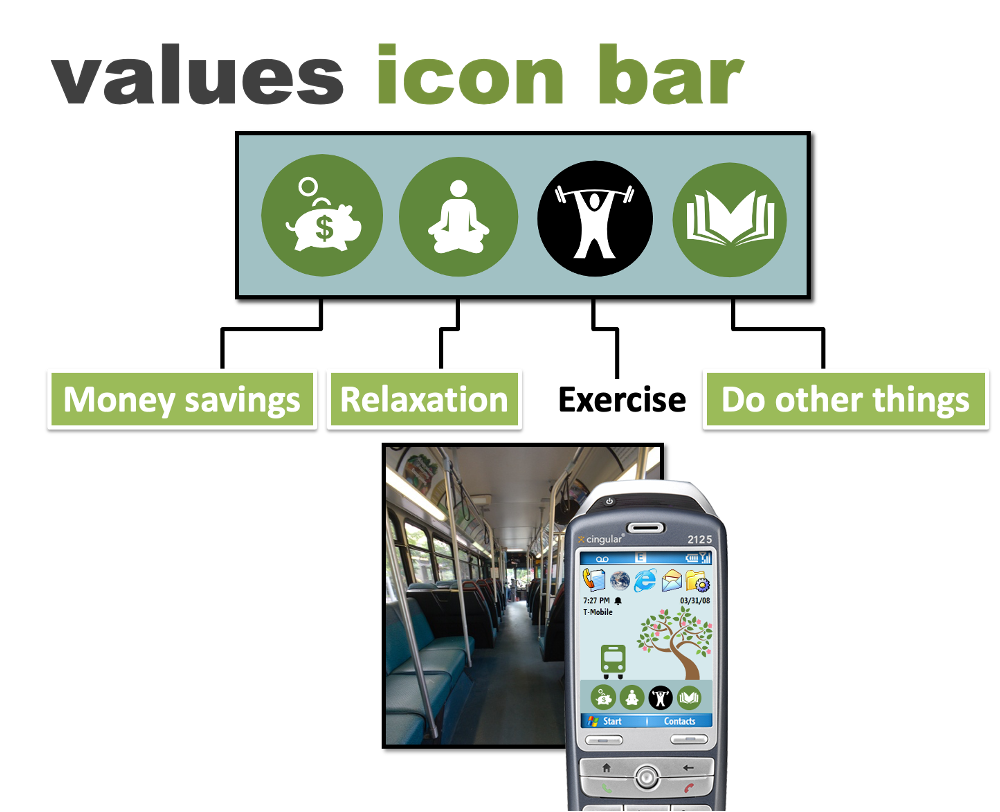 values icon bar
$
Money savings
Relaxation
Exercise
Do other things
cingular
2125
E
7:27 PM
03/31/08
T-Mobile
Start
Contacts